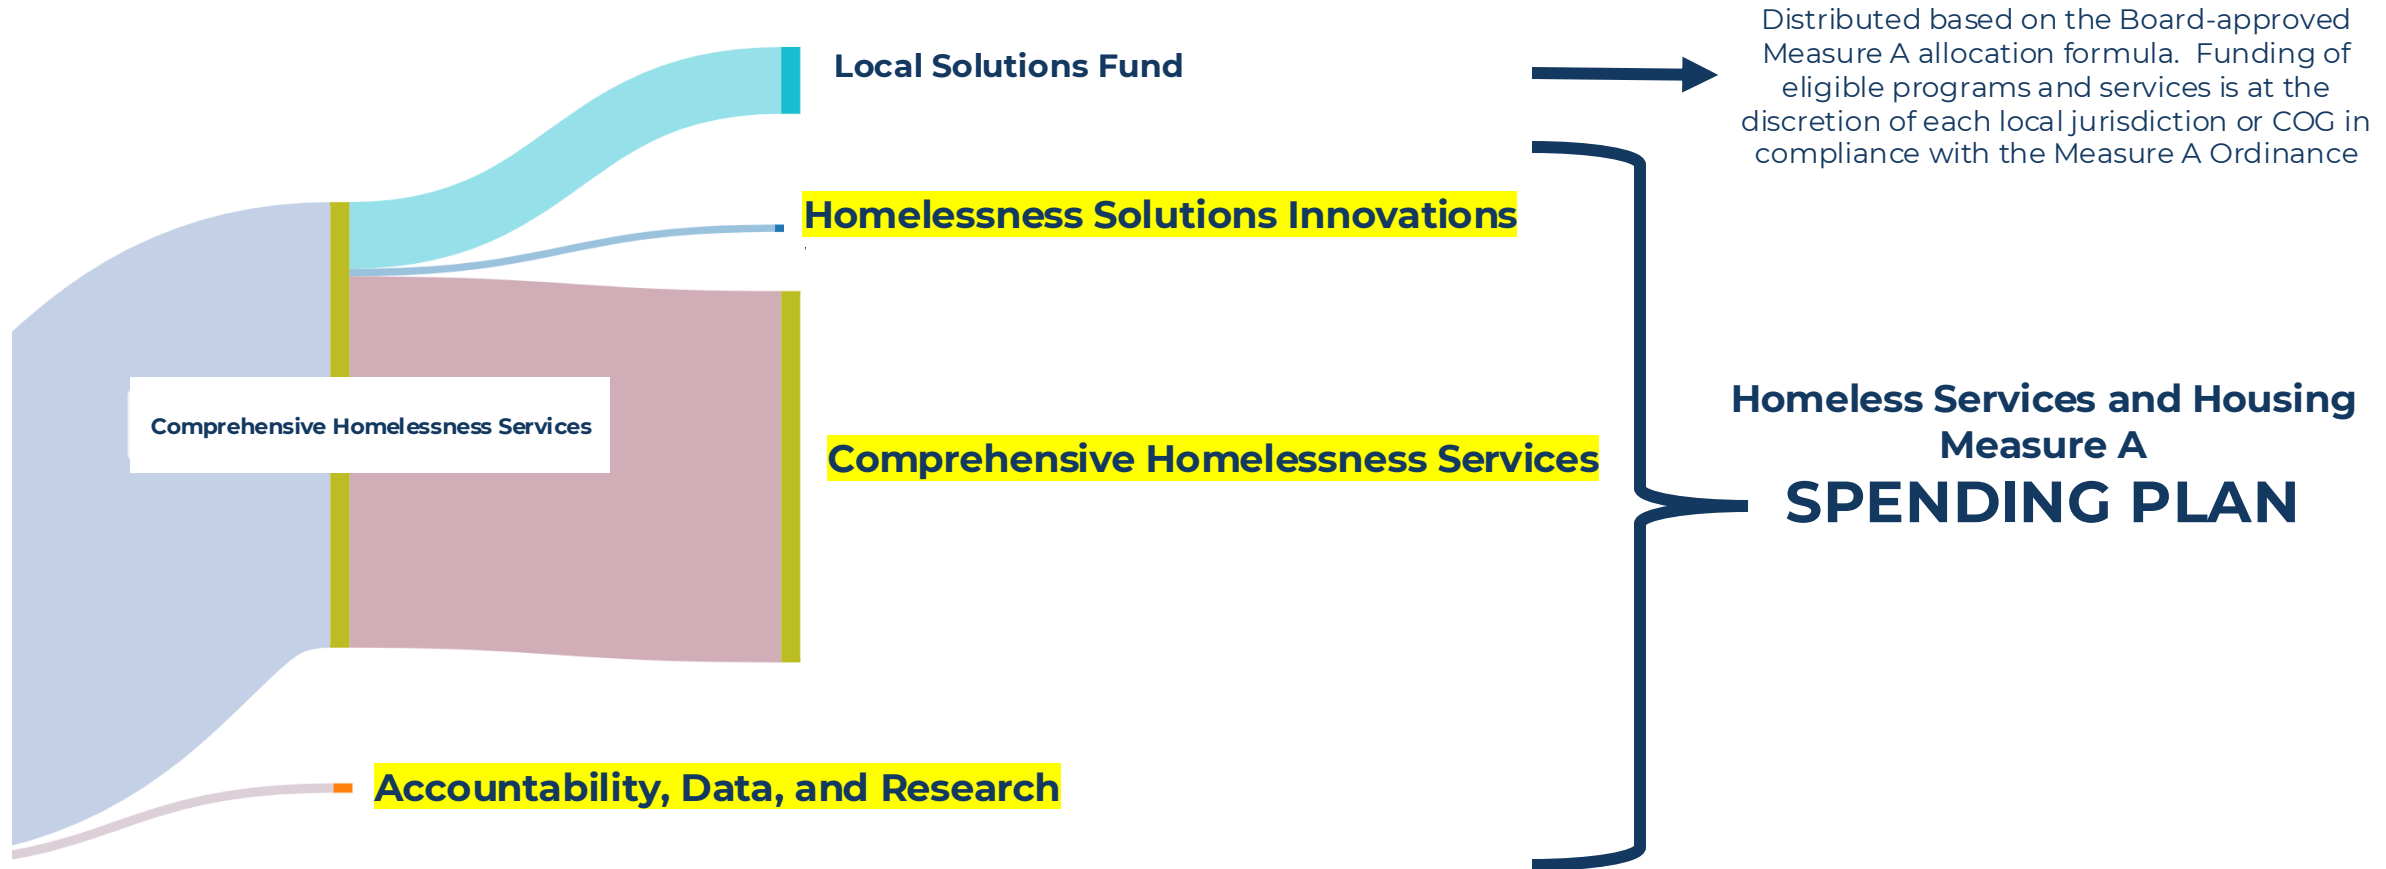 Local Solutions Fund
Distributed based on the Board-approved
Measure A allocation formula.  Funding of
eligible programs and services is at the
discretion of each local jurisdiction or COG in
compliance with the Measure A Ordinance
Homelessness Solutions Innovations
Comprehensive Homelessness Services
Comprehensive Homelessness Services
Homeless Services and Housing
Measure A
SPENDING PLAN
Accountability, Data, and Research